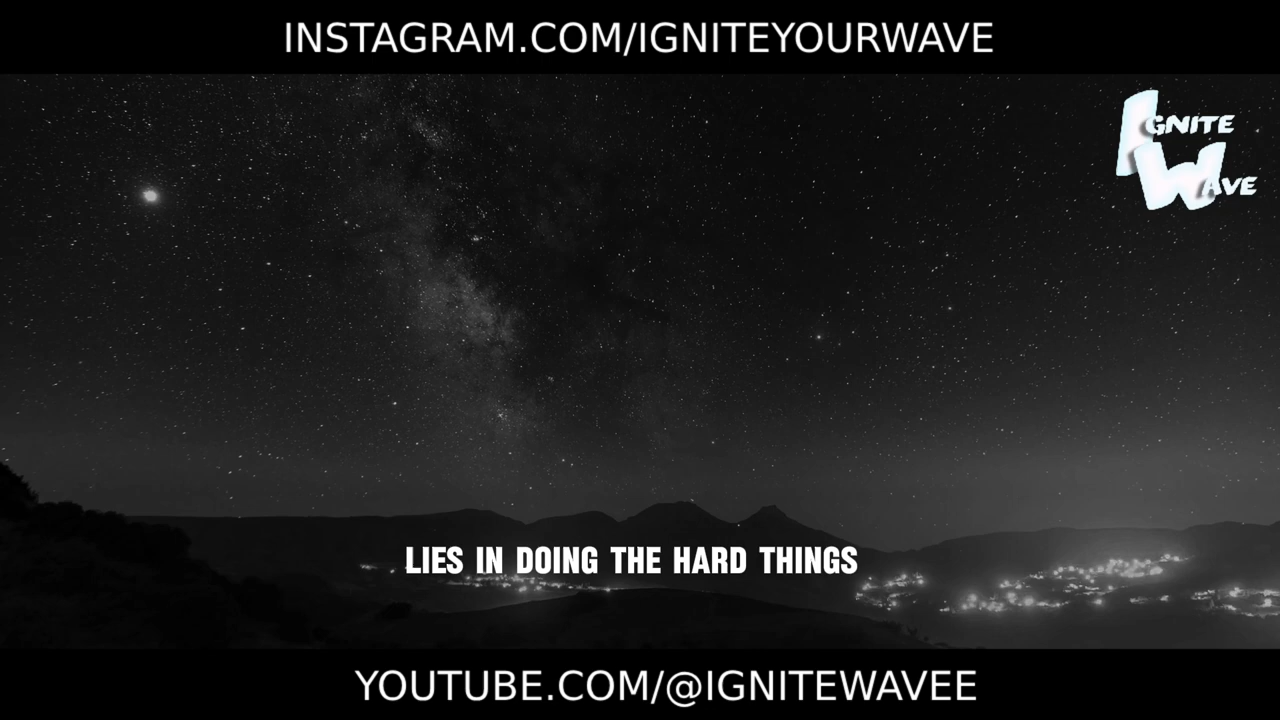 INSTAGRAM.COM/IGNITEYOURWAVE
IGNITE
WAVE
LIES IN DOING THE HARD THINGS
YOUTUBE.COM/@IGNITEWAVEE